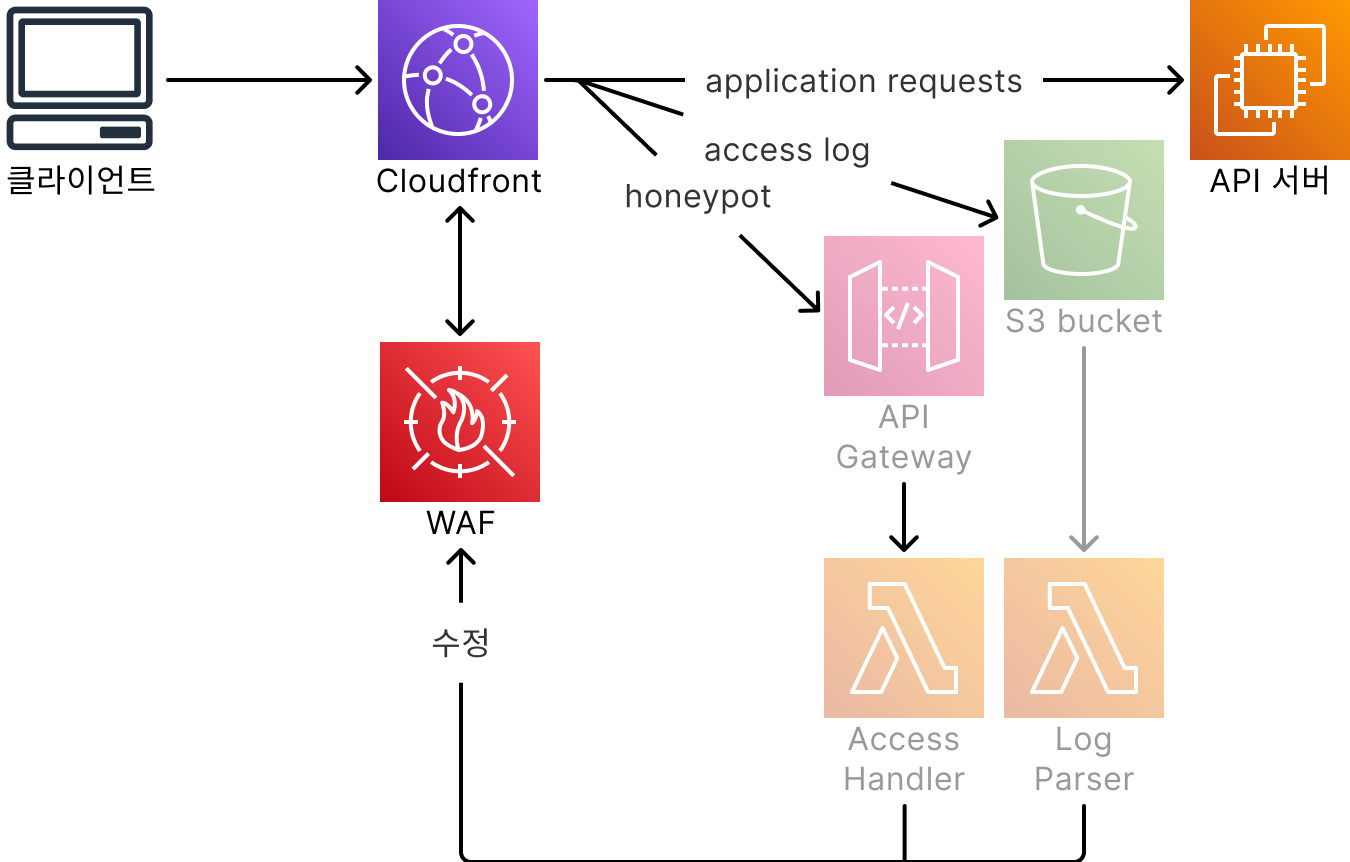 application requests
access log
honeypot
클라이언트
Cloudfront
API 서버
S3 bucket
API
Gateway
WAF
수정
Access
Handler
Log
Parser